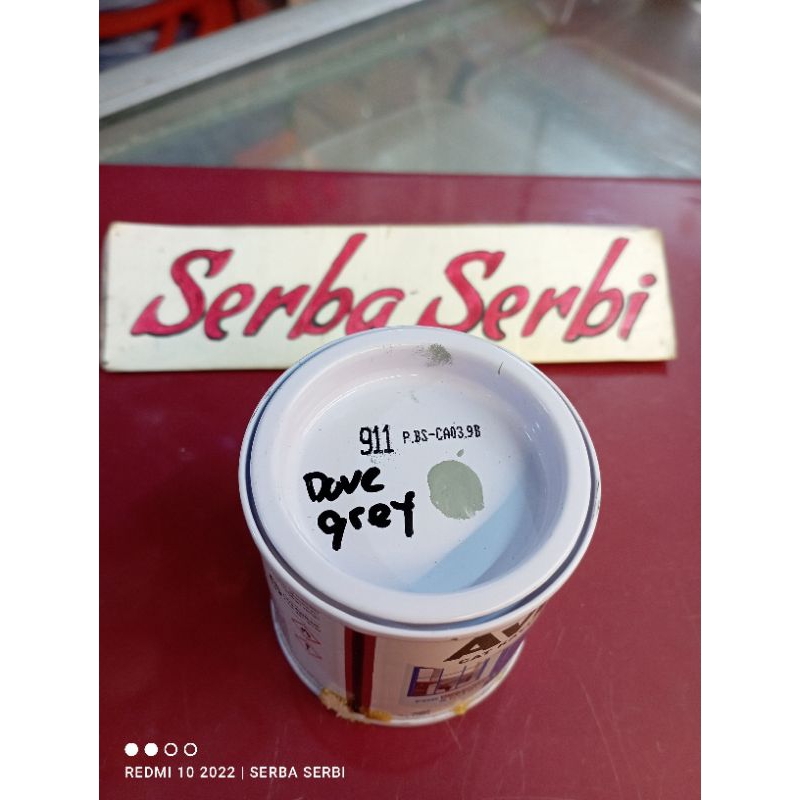 Serba Serbi
911 P.BS-CA03.9B
Dove
grey
REDMI 10 2022 | SERBA SERBI